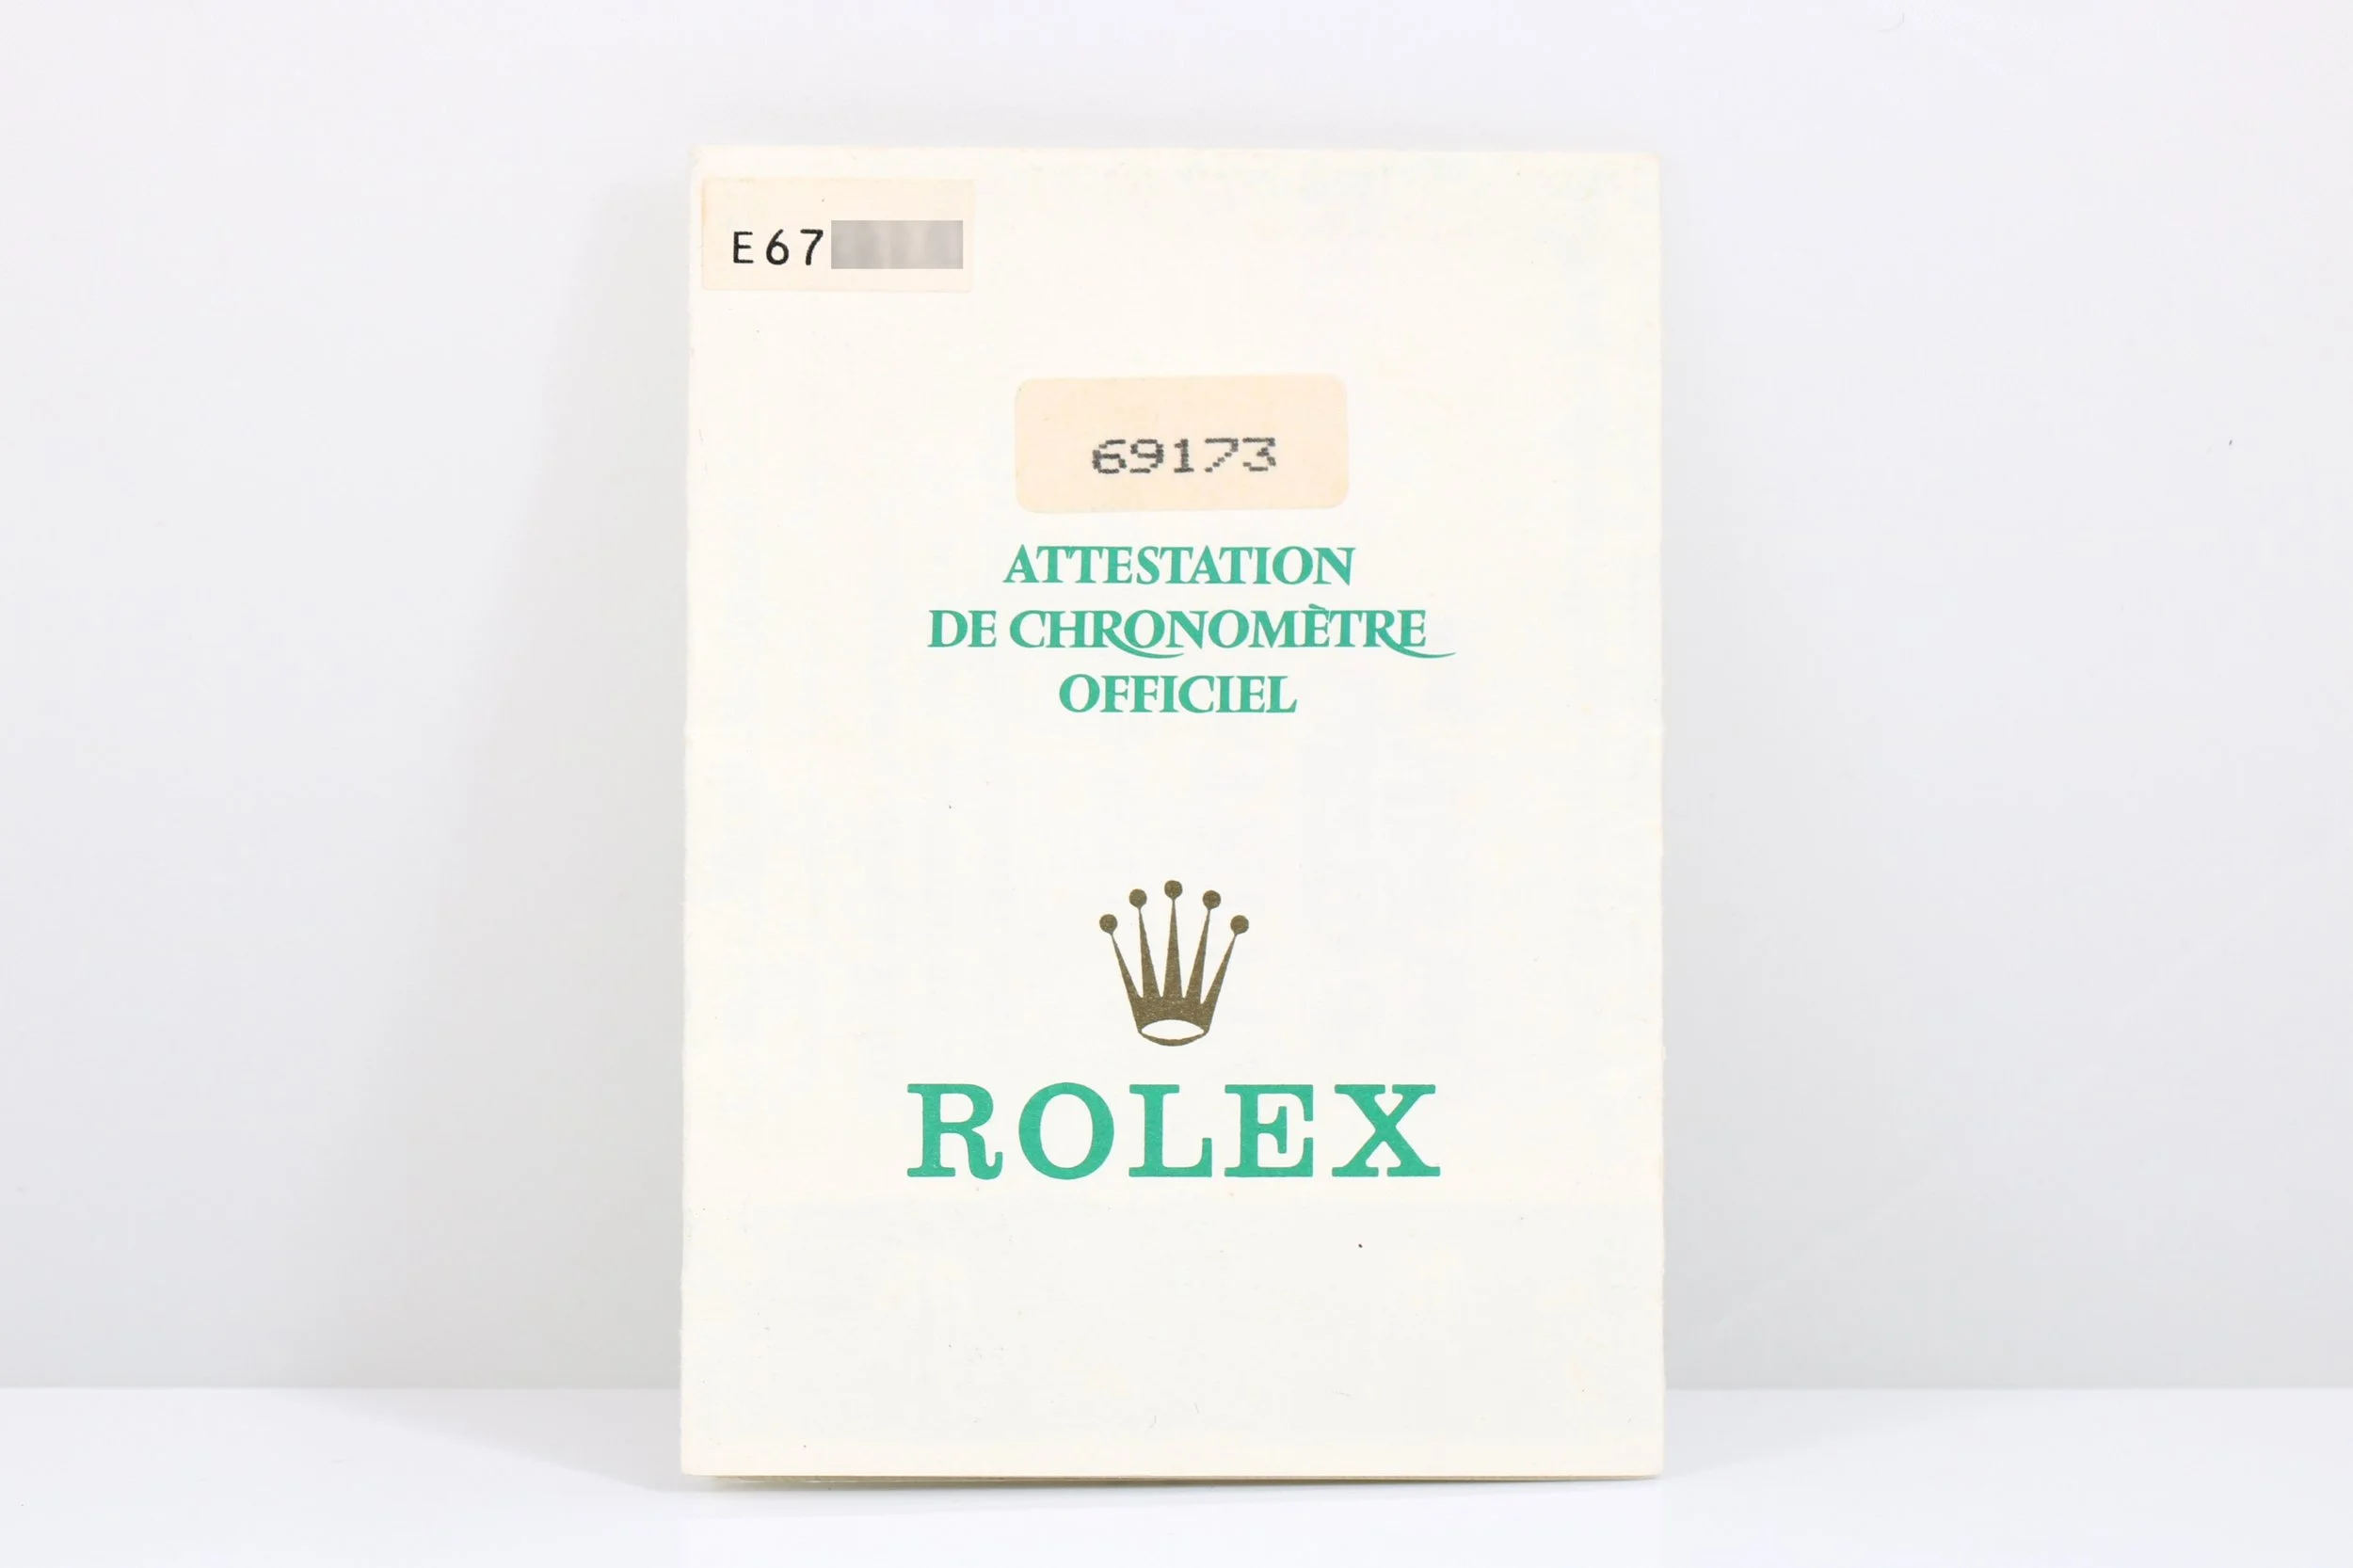 E67
69173
ATTESTATION
DE CHRONOMÈTRE
OFFICIEL
ROLEX